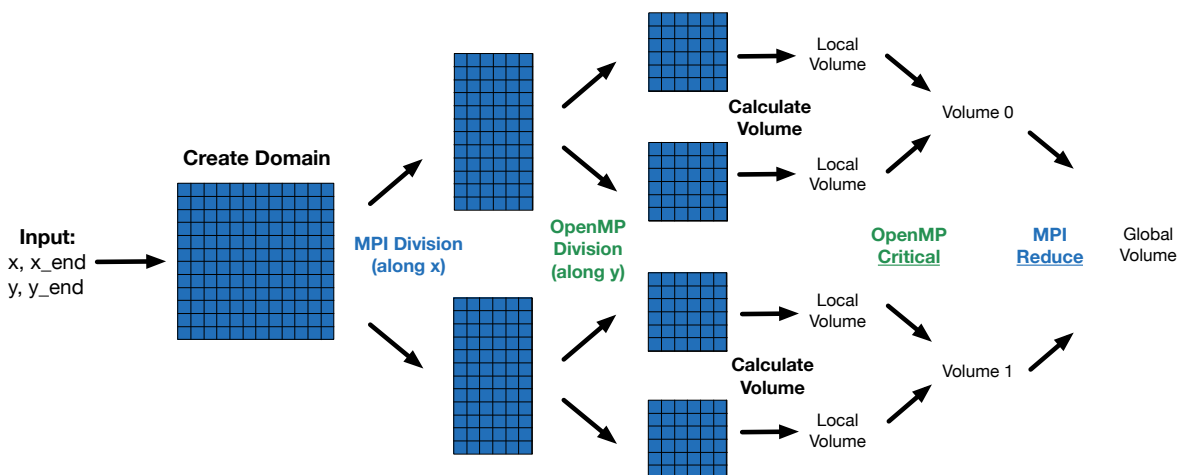 Input:
x, x_end
y, y_end
Create Domain
MPI Division
(along x)
OpenMP
Division
(along y)
Calculate
Volume
Calculate
Volume
Local
Volume
Local
Volume
Local
Volume
Local
Volume
OpenMP
Critical
Volume 0
Volume 1
MPI
Reduce
Global
Volume